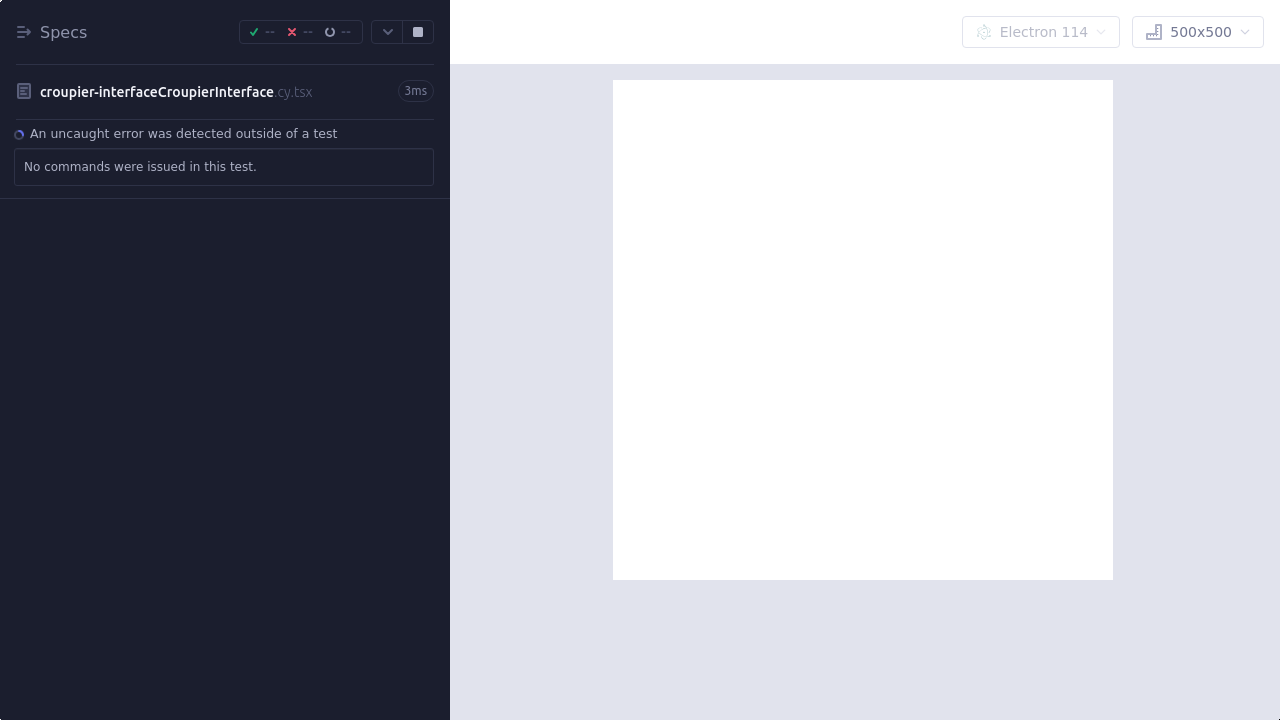 Specs
--
--
--
croupier-interfaceCroupierInterface.cy.tsx
3ms
An uncaught error was detected outside of a test
No commands were issued in this test.
Electron 114
500x500